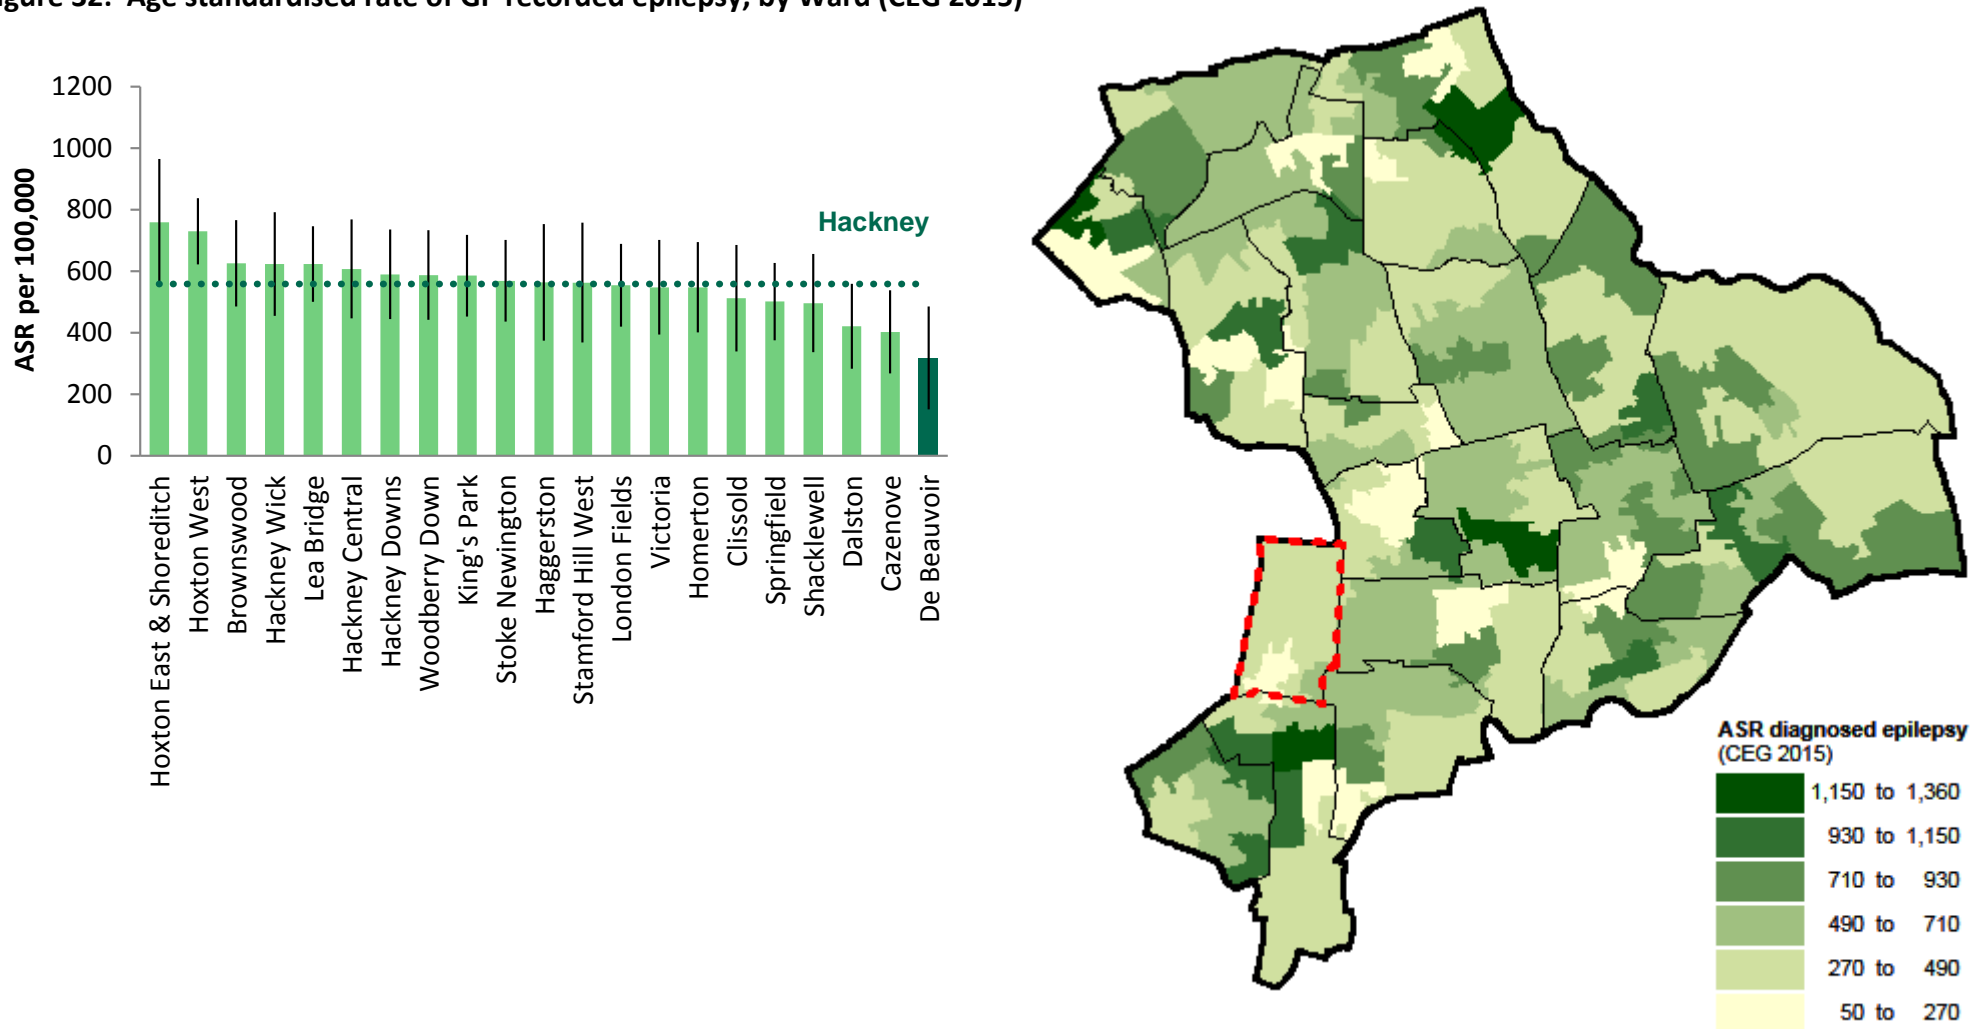 igure 52:  Age standardised rate of GP recorded epilepsy, by Ward (CEG 2015)
ASR per 100,000
1200
1000
800
600
400
200
0
Hackney
Hoxton East & Shoreditch
Hoxton West
Brownswood
Hackney Wick
Lea Bridge
Hackney Central
Hackney Downs
Woodberry Down
King's Park
Stoke Newington
Haggerston
Stamford Hill West
London Fields
Victoria
Homerton
Clissold
Springfield
Shacklewell
Dalston
Cazenove
De Beauvoir
ASR diagnosed epilepsy
(CEG 2015)
1,150 to 1,360
930 to 1,150
710 to 930
490 to 710
270 to 490
50 to 270